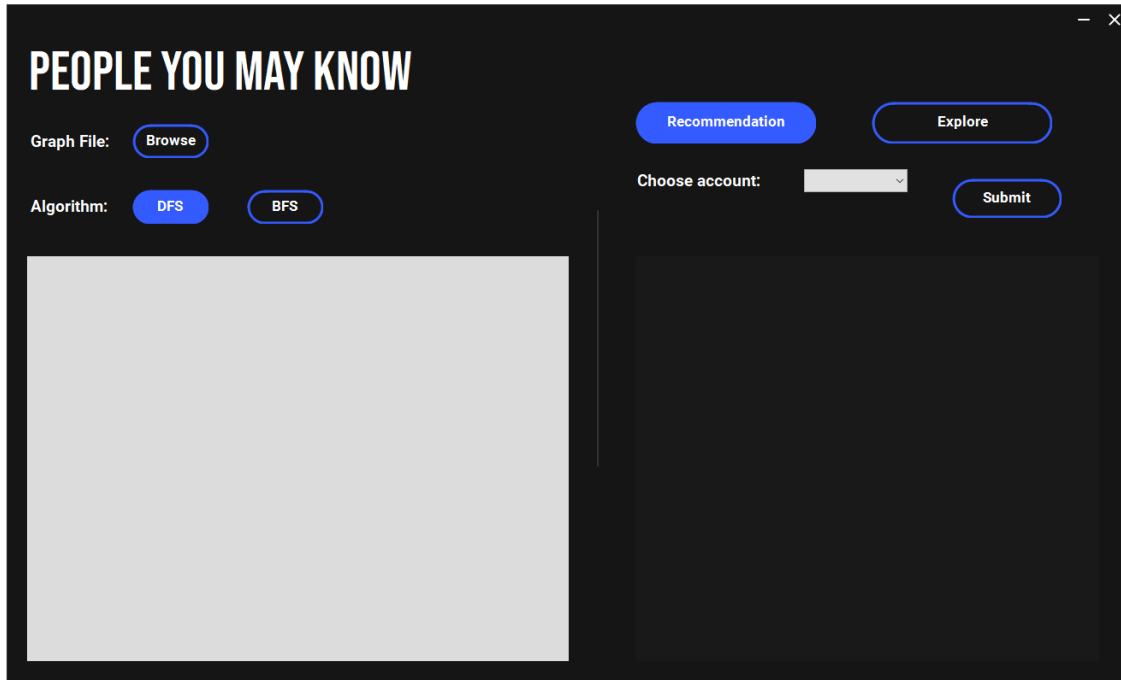 PEOPLE YOU MAY KNOW
Graph File: Browse
Algorithm: DFS BFS
Recommendation Explore
Choose account:
Submit